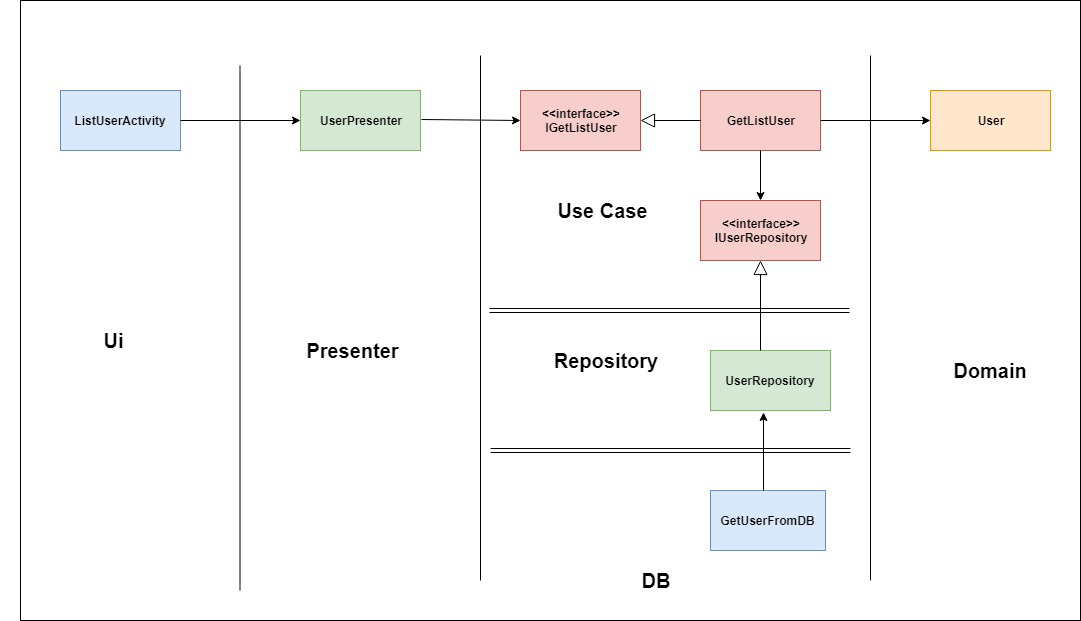 ListUserActivity
UserPresenter
<<interface>>
IGetListUser
GetListUser
User
Use Case
<<interface>>
IUserRepository
Ui
Presenter
Repository
UserRepository
Domain
GetUserFromDB
DB